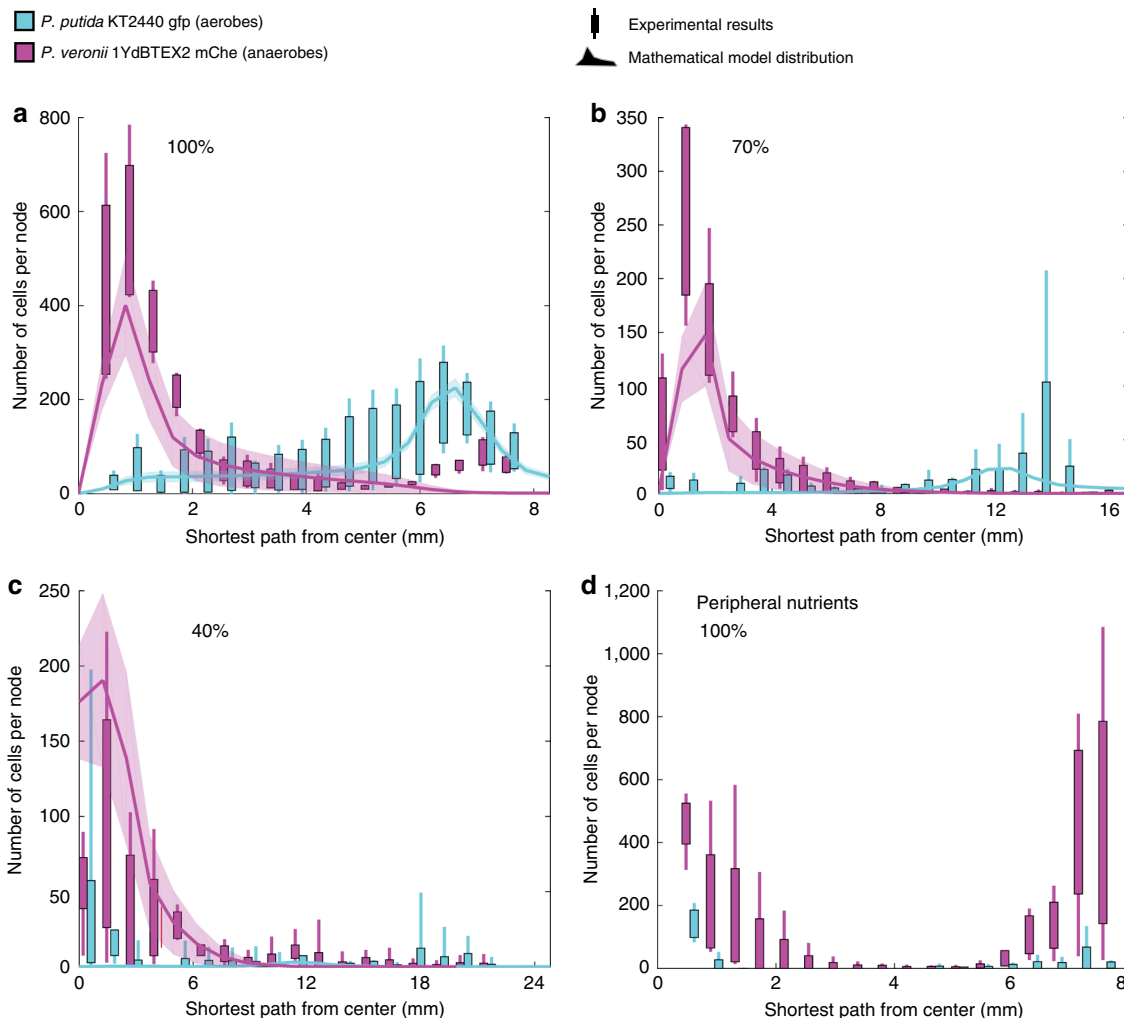 P. putida KT2440 gfp (aerobes)
P. veronii 1YdBTEX2 mChe (anaerobes)
Experimental results
Mathematical model distribution
a
100%
800
600
400
200
0
Number of cells per node
0 2 4 6 8
Shortest path from center (mm)
b
70%
350
300
250
200
150
100
50
0
Number of cells per node
0 4 8 12 16
Shortest path from center (mm)
c
40%
250
200
150
100
50
0
Number of cells per node
0 6 12 18 24
Shortest path from center (mm)
d
Peripheral nutrients
100%
1,200
1,000
800
600
400
200
0
Number of cells per node
0 2 4 6 8
Shortest path from center (mm)